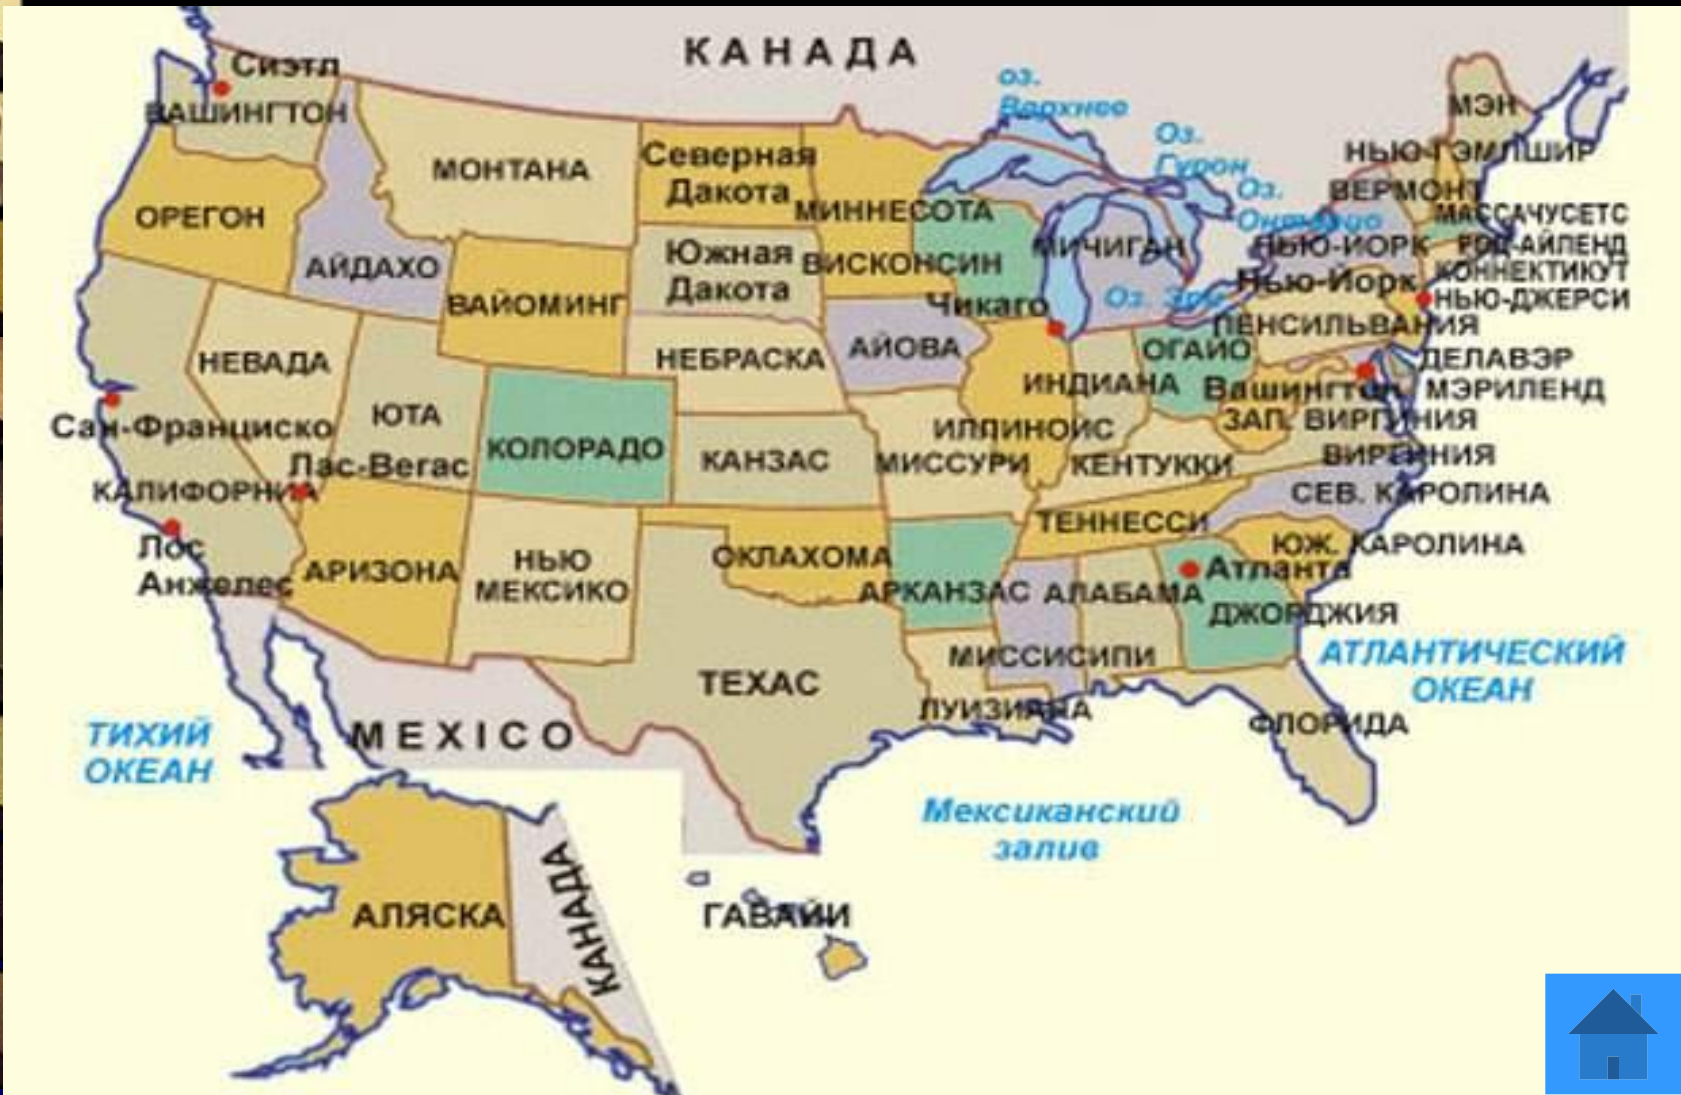 КАНАДА
Сиэтл
оз.
Верхнее
ВАШИНГТОН
МЭН
Оз.
Гурон
НЬЮ-ГЭМПШИР
Северная
Дакота
МОНТАНА
Оз.
Онтарио
ВЕРМОНТ
ОРЕГОН
МИННЕСОТА
МАССАЧУСЕТС
АЙДАХО
Южная
Дакота
ВИСКОНСИН
МИЧИГАН
НЬЮ-ЙОРК
РОД-АЙЛЕНД
КОННЕКТИКУТ
Нью-Йорк
НЬЮ-ДЖЕРСИ
ВАЙОМИНГ
Чикаго
Оз. Эри
ПЕНСИЛЬВАНИЯ
НЕВАДА
НЕБРАСКА
АЙОВА
ОГАЙО
ДЕЛАВЭР
ИНДИАНА
Вашингтон
МЭРИЛЕНД
ЮТА
Сан-Франциско
ИЛЛИНОИС
ЗАП. ВИРГИНИЯ
КОЛОРАДО
КАНЗАС
МИССУРИ
КЕНТУККИ
ВИРГИНИЯ
Лас-Вегас
КАЛИФОРНИЯ
СЕВ. КАРОЛИНА
ТЕННЕССИ
Лос
Анжелес
АРИЗОНА
НЬЮ
МЕКСИКО
ОКЛАХОМА
ЮЖ. КАРОЛИНА
Атланта
АРКАНЗАС
АЛАБАМА
ДЖОРДЖИЯ
МИССИСИПИ
АТЛАНТИЧЕСКИЙ
ОКЕАН
ТЕХАС
ЛУИЗИАНА
ФЛОРИДА
ТИХИЙ
ОКЕАН
MEXICO
Мексиканский
залив
АЛЯСКА
КАНАДА
ГАВАЙИ